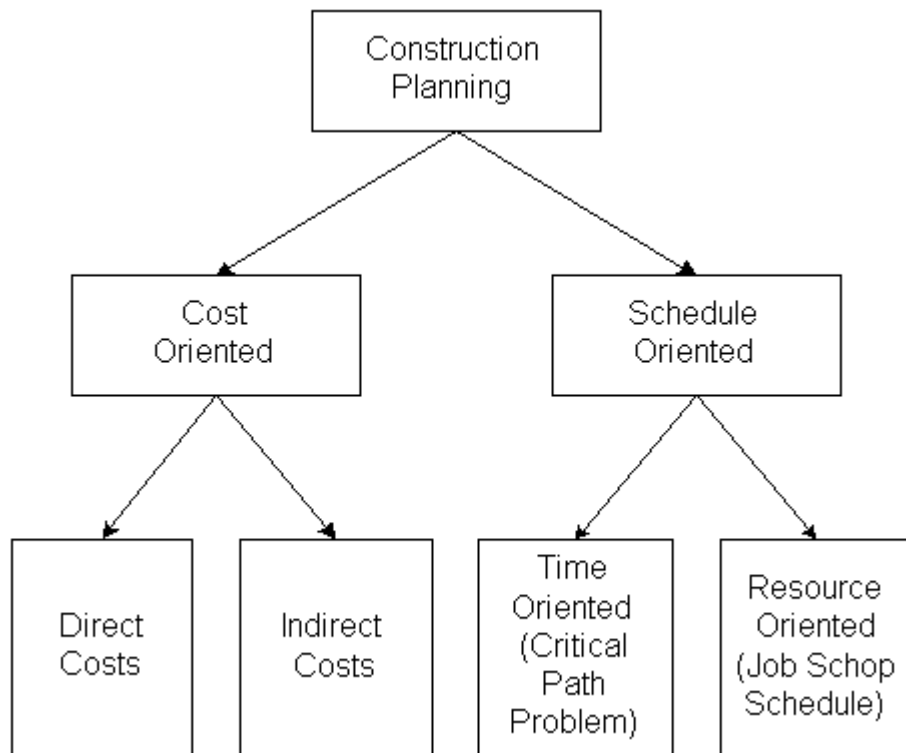 Construction
Planning
Cost
Oriented
Schedule
Oriented
Direct
Costs
Indirect
Costs
Time
Oriented
(Critical
Path
Problem)
Resource
Oriented
(Job Schop
Schedule)